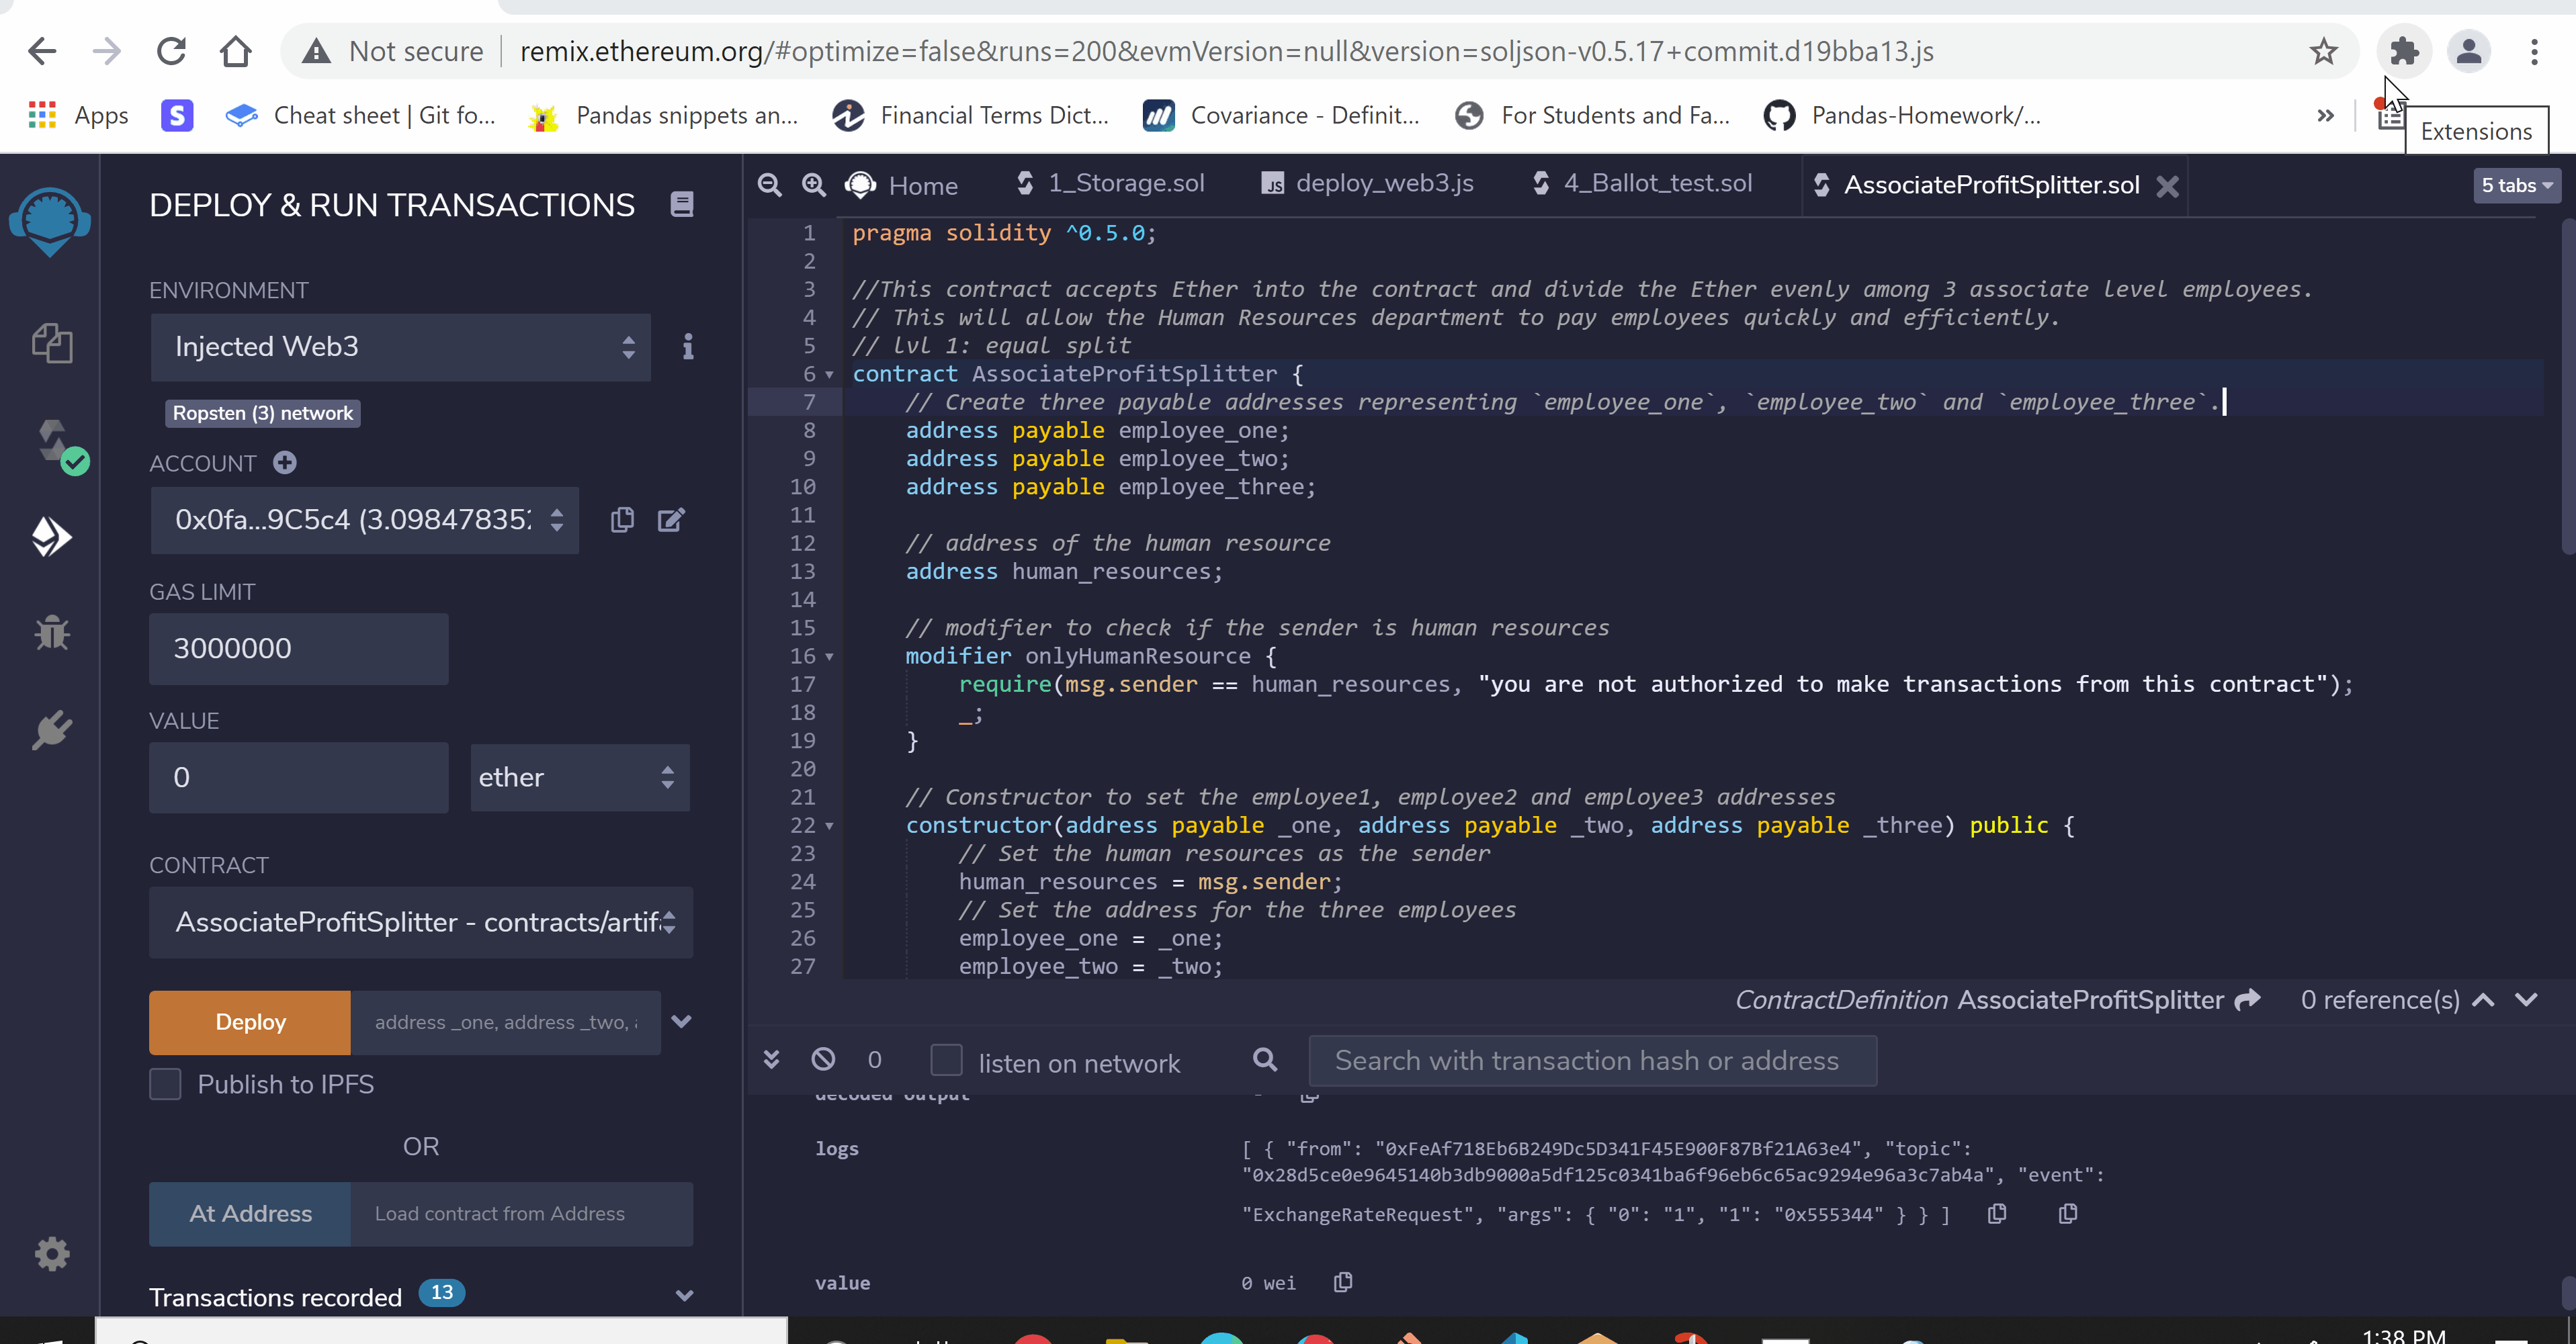 Not secure remix.ethereum.org/#optimize=false&runs=200&evmVersion=null&version=soljson-v0.5.17+commit.d19bba13.js
Apps S Cheat sheet | Git fo... Pandas snippets an... Financial Terms Dict... Covariance - Definit... For Students and Fa... Pandas-Homework/... »
Extensions
DEPLOY & RUN TRANSACTIONS
ENVIRONMENT
Injected Web3
Ropsten (3) network
ACCOUNT
0x0fa...9C5c4 (3.098478352
GAS LIMIT
3000000
VALUE
0 ether
CONTRACT
AssociateProfitSplitter - contracts/artif
Deploy address _one, address _two,
Publish to IPFS
OR
At Address Load contract from Address
Transactions recorded 13
Home 1_Storage.sol JS deploy_web3.js 4_Ballot_test.sol AssociateProfitSplitter.sol 5 tabs
1 pragma solidity ^0.5.0;
2
3 //This contract accepts Ether into the contract and divide the Ether evenly among 3 associate level employees.
4 // This will allow the Human Resources department to pay employees quickly and efficiently.
5 // lvl 1: equal split
6 contract AssociateProfitSplitter {
7 // Create three payable addresses representing `employee_one`, `employee_two` and `employee_three`.
8 address payable employee_one;
9 address payable employee_two;
10 address payable employee_three;
11
12 // address of the human resource
13 address human_resources;
14
15 // modifier to check if the sender is human resources
16 modifier onlyHumanResource {
17 require(msg.sender == human_resources, "you are not authorized to make transactions from this contract");
18 _;
19 }
20
21 // Constructor to set the employee1, employee2 and employee3 addresses
22 constructor(address payable _one, address payable _two, address payable _three) public {
23 // Set the human resources as the sender
24 human_resources = msg.sender;
25 // Set the address for the three employees
26 employee_one = _one;
27 employee_two = _two;
ContractDefinition AssociateProfitSplitter 0 reference(s)
0 listen on network Search with transaction hash or address
decoded output -
logs [ { "from": "0xFeAf718Eb6B249Dc5D341F45E900F87Bf21A63e4", "topic":
"0x28d5ce0e9645140b3db9000a5df125c0341ba6f96eb6c65ac9294e96a3c7ab4a", "event":
"ExchangeRateRequest", "args": { "0": "1", "1": "0x555344" } } ]
value 0 wei
1:38 PM